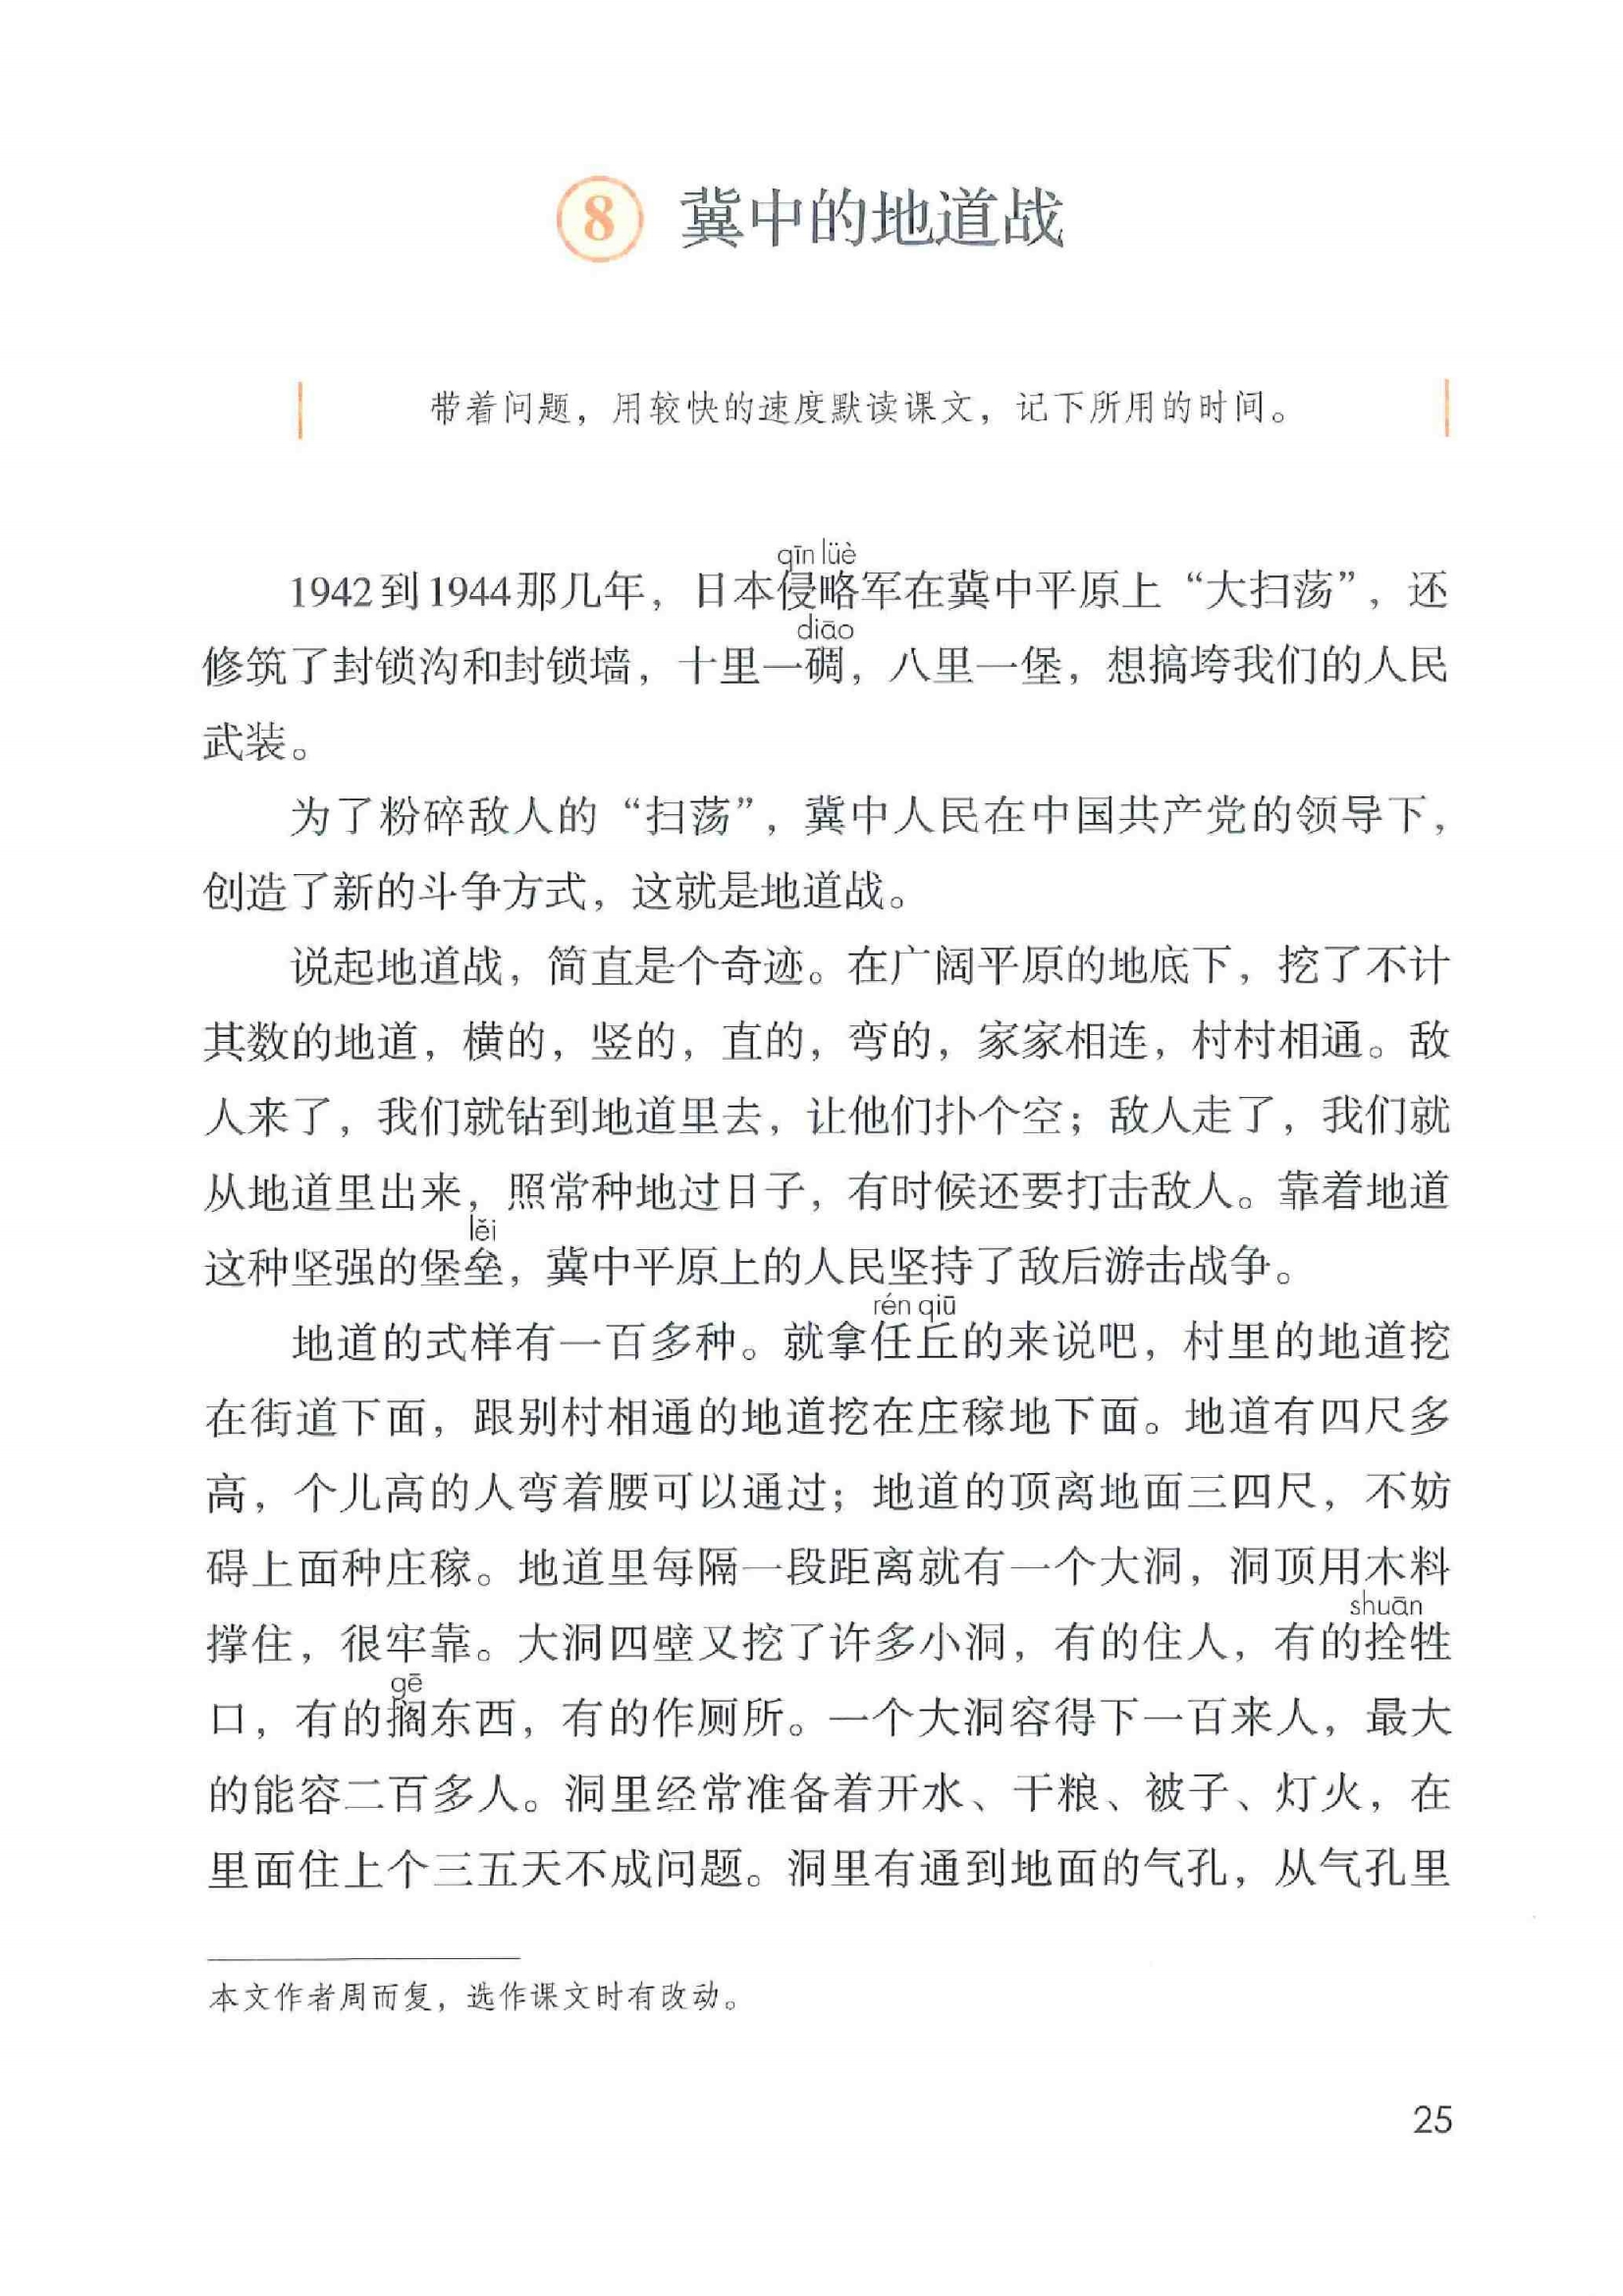 8 冀中的地道战
带着问题，用较快的速度默读课文，记下所用的时间。
qīn lüè
1942到1944那几年，日本侵略军在冀中平原上“大扫荡”，还
diāo
修筑了封锁沟和封锁墙，十里一碉，八里一堡，想搞垮我们的人民
武装。
为了粉碎敌人的“扫荡”，冀中人民在中国共产党的领导下，
创造了新的斗争方式，这就是地道战。
说起地道战，简直是个奇迹。在广阔平原的地底下，挖了不计
其数的地道，横的，竖的，直的，弯的，家家相连，村村相通。敌
人来了，我们就钻到地道里去，让他们扑个空；敌人走了，我们就
从地道里出来，照常种地过日子，有时候还要打击敌人。靠着地道
lěi
这种坚强的堡垒，冀中平原上的人民坚持了敌后游击战争。
rén qiū
地道的式样有一百多种。就拿任丘的来说吧，村里的地道挖
在街道下面，跟别村相通的地道挖在庄稼地下面。地道有四尺多
高，个儿高的人弯着腰可以通过；地道的顶离地面三四尺，不妨
碍上面种庄稼。地道里每隔一段距离就有一个大洞，洞顶用木料
shuān
撑住，很牢靠。大洞四壁又挖了许多小洞，有的住人，有的拴牲
gē
口，有的搁东西，有的作厕所。一个大洞容得下一百来人，最大
的能容二百多人。洞里经常准备着开水、干粮、被子、灯火，在
里面住上个三五天不成问题。洞里有通到地面的气孔，从气孔里
本文作者周而复，选作课文时有改动。
25